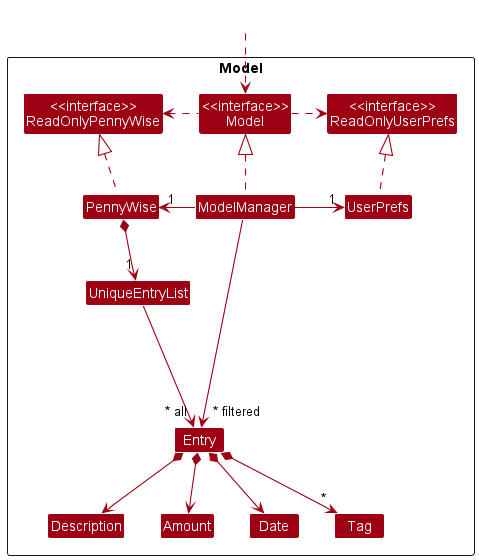 Model
<<interface>>
ReadOnlyPennyWise
<<interface>>
Model
<<interface>>
ReadOnlyUserPrefs
PennyWise
1
ModelManager
1
UserPrefs
1
UniqueEntryList
* all
* filtered
Entry
*
Description
Amount
Date
Tag